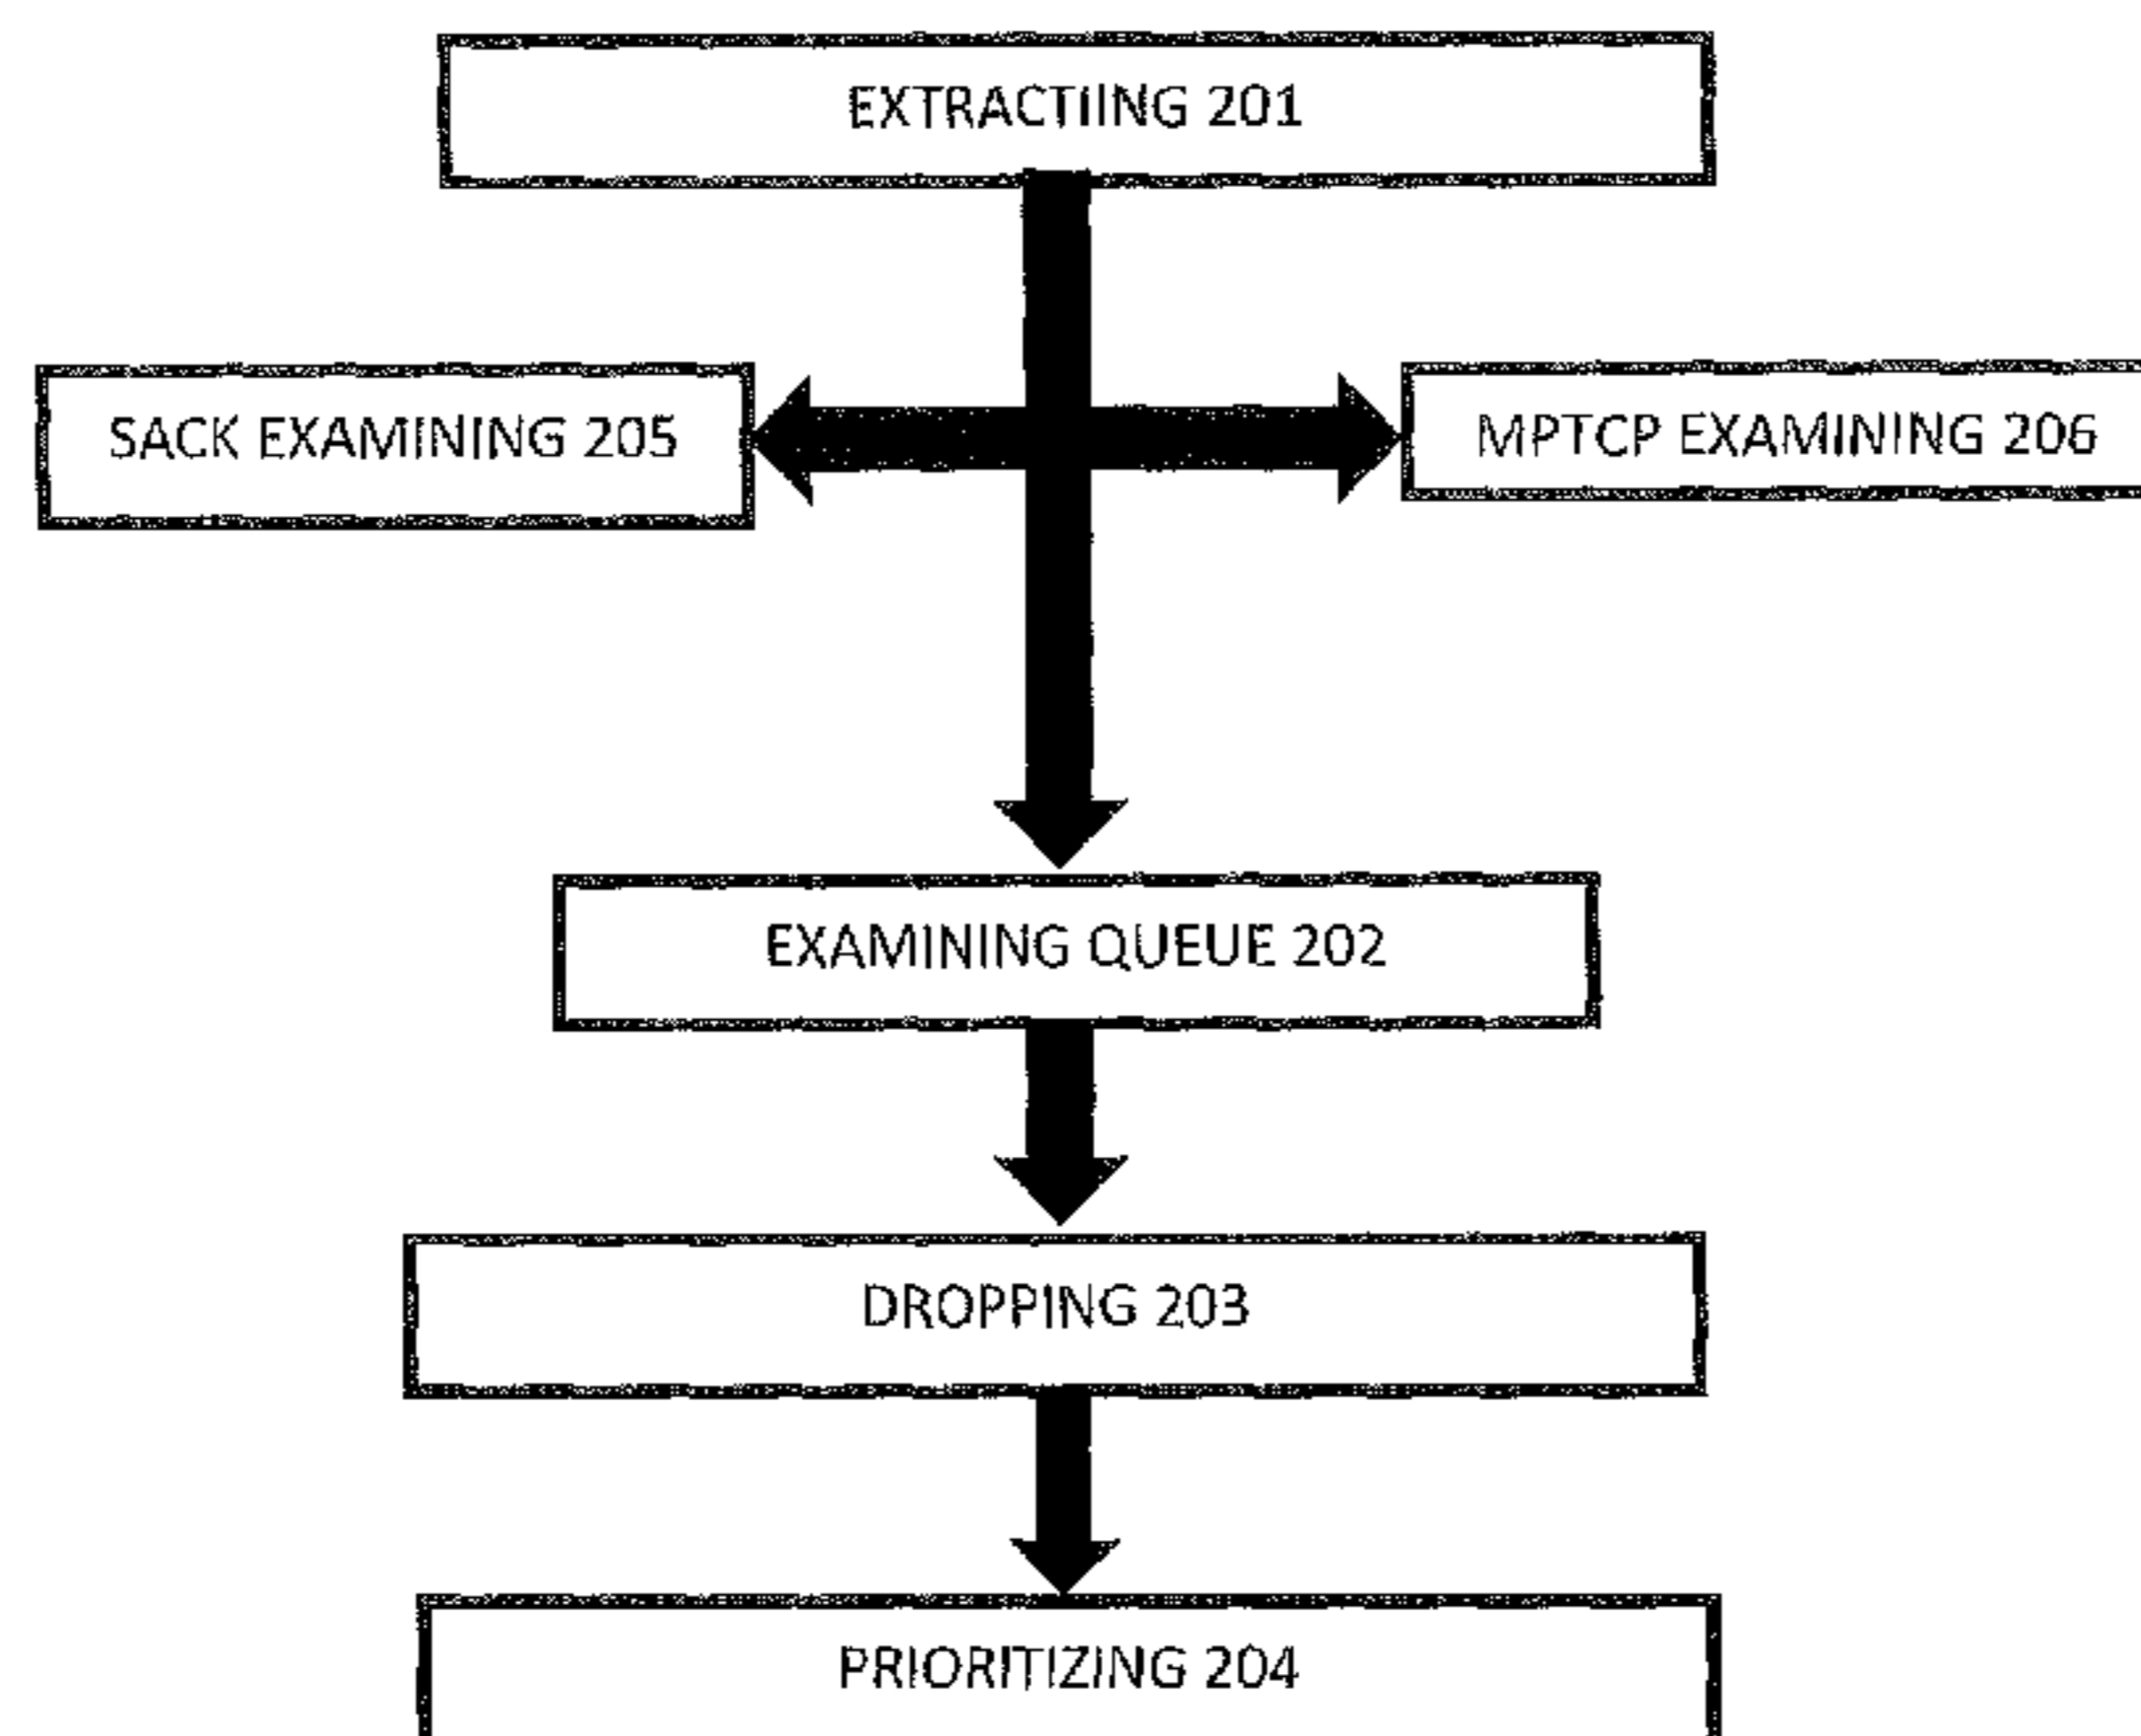 EXTRACTIING 201
SACK EXAMINING 205
MPTCP EXAMINING 206
EXAMINING QUEUE 202
DROPPING 203
PRIORITIZING 204